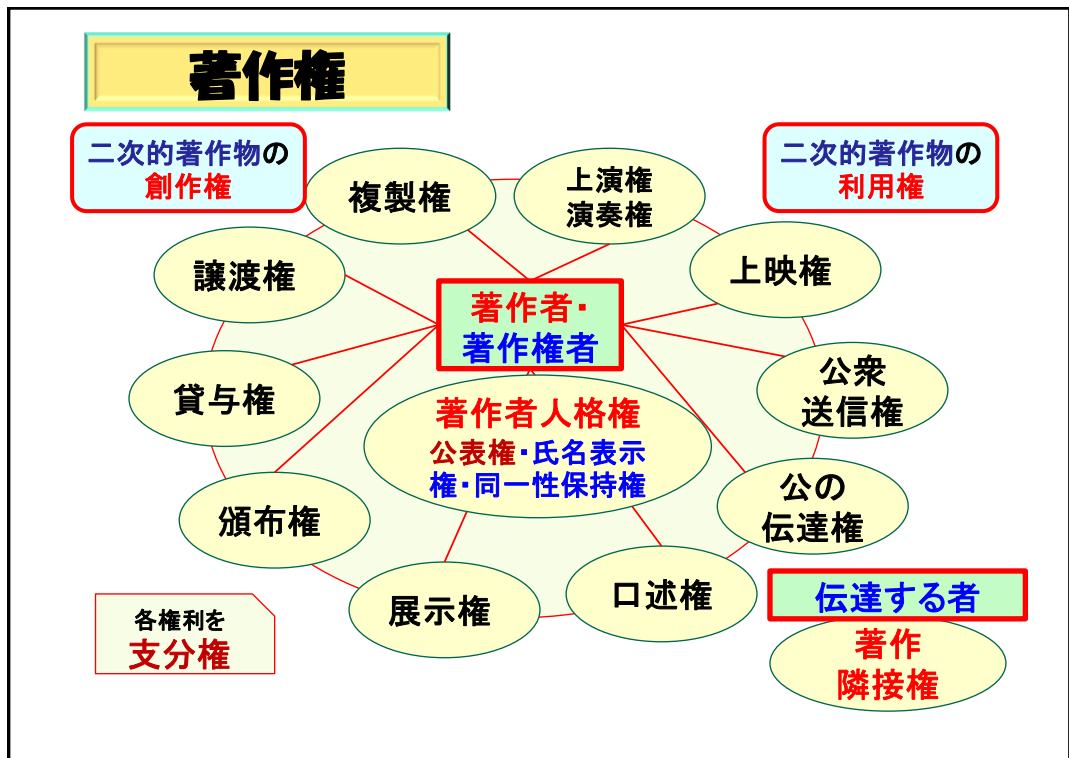 著作権
二次的著作物の
創作権
二次的著作物の
利用権
複製権
上演権
演奏権
譲渡権
上映権
著作者・
著作権者
貸与権
公衆
送信権
著作者人格権
公表権・氏名表示
権・同一性保持権
頒布権
公の
伝達権
展示権
口述権
各権利を
支分権
伝達する者
著作
隣接権